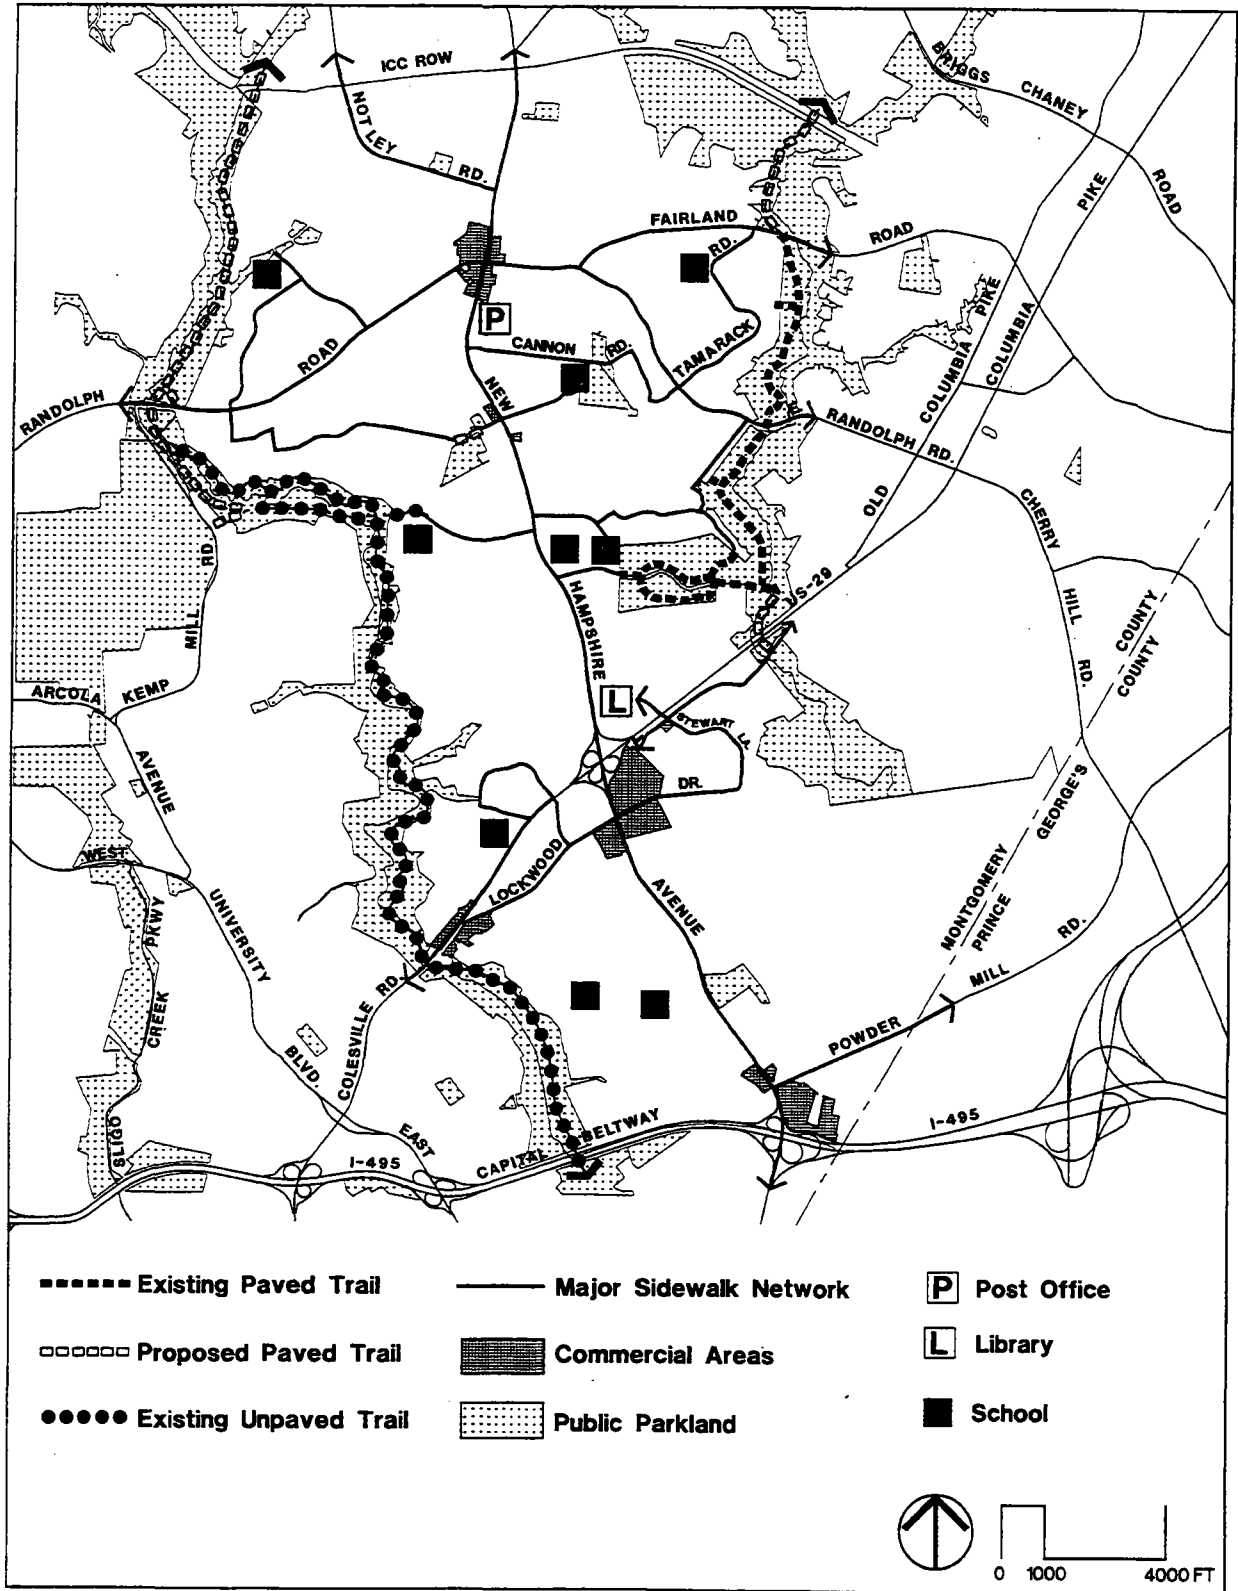 ICC ROW
BRIGGS
CHANEY
ROAD
NOTLEY
RD.
PIKE
FAIRLAND
ROAD
RD.
P
CANNON
RD.
TAMARACK
ROAD
COLUMBIA PIKE
COLUMBIA
RANDOLPH
NEW
RANDOLPH RD.
OLD
CHERRY
RD.
MILL
US-29
HAMPSHIRE
HILL
RD.
COUNTY
COUNTY
ARCOLA
KEMP
L
STEWART
LA.
AVENUE
DR.
GEORGE'S
WEST
LOCKWOOD
MONTGOMERY
PRINCE
UNIVERSITY
AVENUE
PKWY
CREEK
RD.
MILL
COLESVILLE RD.
POWDER
BLVD.
SLIGO
EAST
BELTWAY
I-495
CAPITAL
I-495
Existing Paved Trail
Major Sidewalk Network
P Post Office
Proposed Paved Trail
Commercial Areas
L Library
Existing Unpaved Trail
Public Parkland
School
0 1000 4000 FT